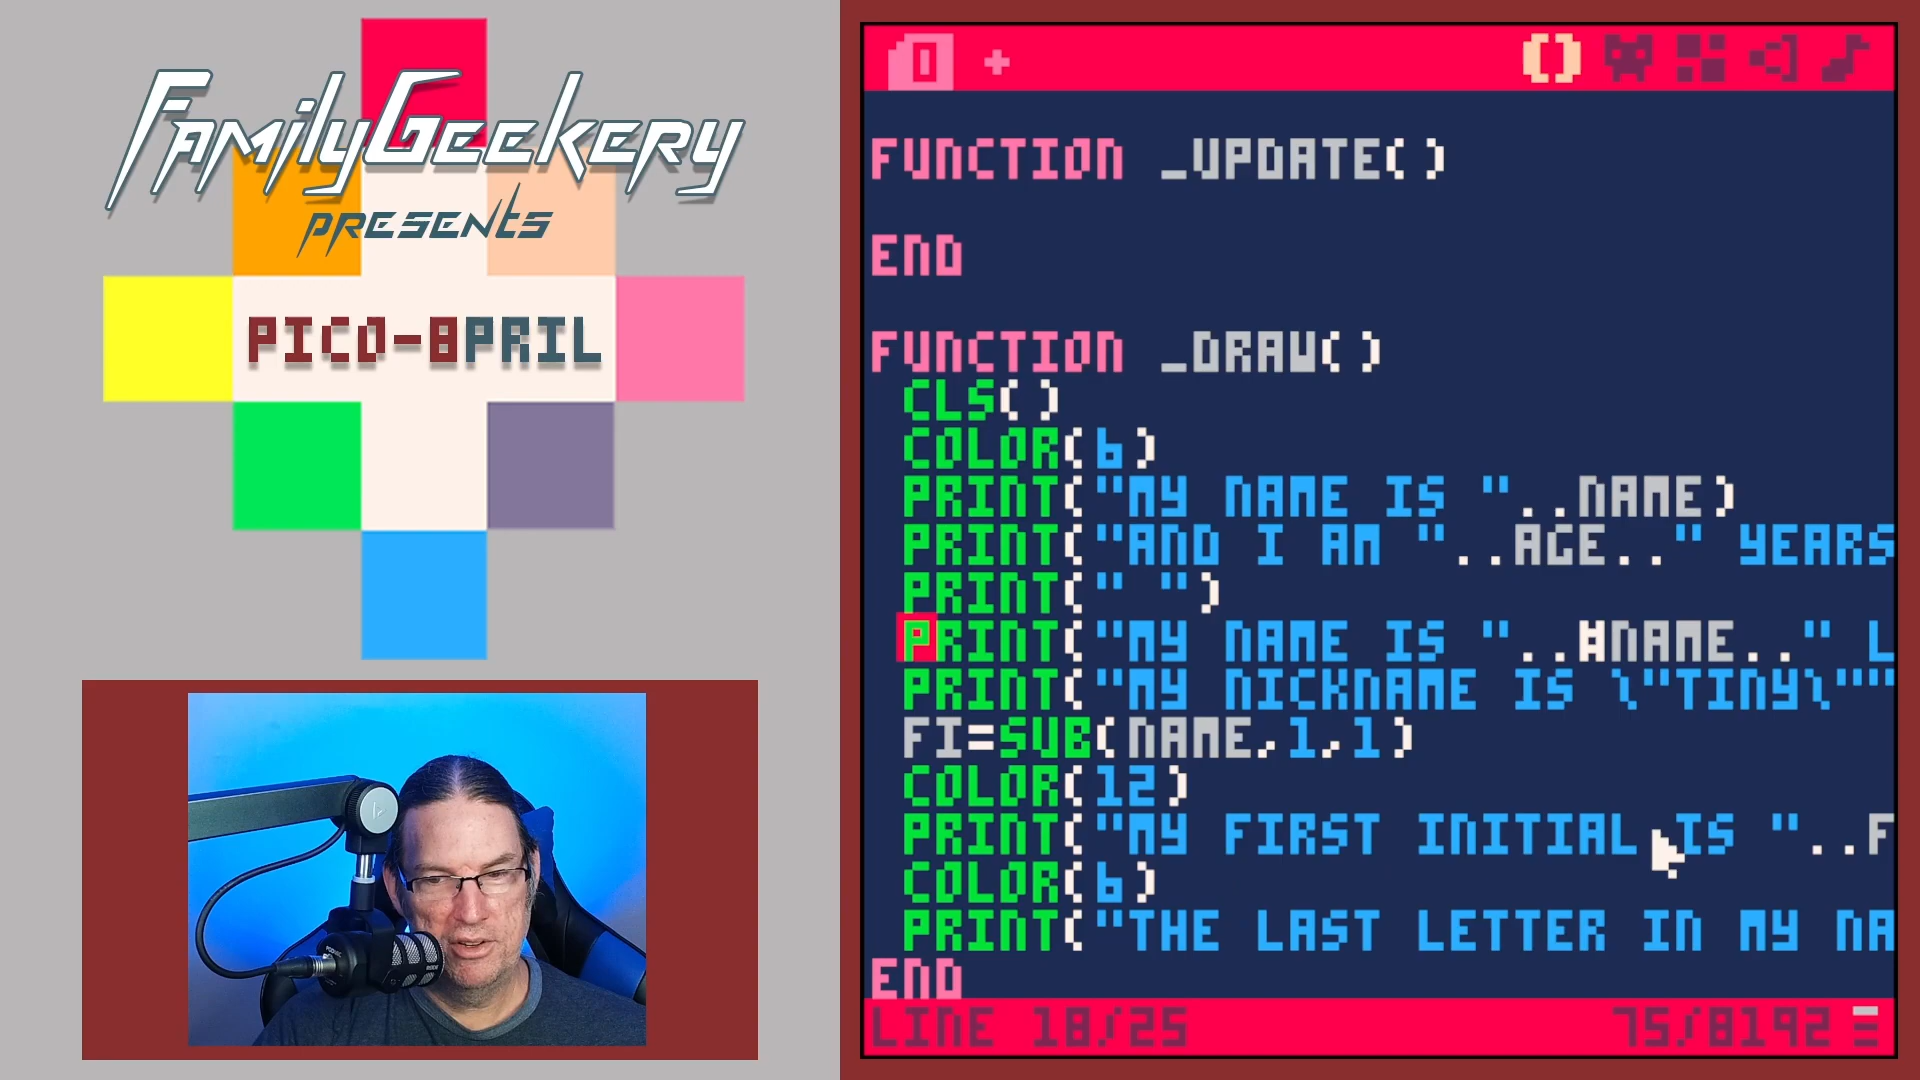 FamilyGeekery
presents
PICO-8PRIL
0 +
FUNCTION _UPDATE()
END
FUNCTION _DRAW()
CLS()
COLOR(6)
PRINT("MY NAME IS "..NAME)
PRINT("AND I AM "..AGE.." YEARS
PRINT(" ")
PRINT("MY NAME IS "..#NAME.." L
PRINT("MY NICKNAME IS \"TINY\""
FI=SUB(NAME,1,1)
COLOR(12)
PRINT("MY FIRST INITIAL IS "..F
COLOR(6)
PRINT("THE LAST LETTER IN MY NA
END
LINE 18/25
75/8192